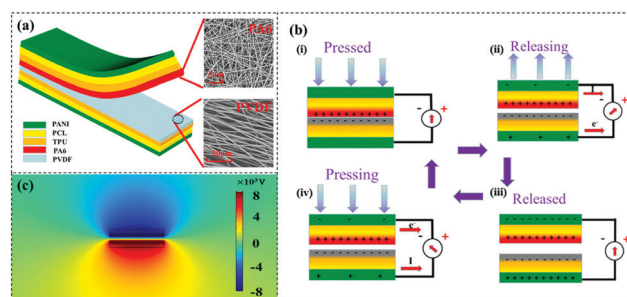 (a)
PA6
PVDF
PANI
PCL
TPU
PA6
PVDF
(b)
(i)
Pressed
(ii)
Releasing
I
e-
(iv)
Pressing
(iii)
Released
e-
I
(c)
×10³ V
8
4
0
-4
-8